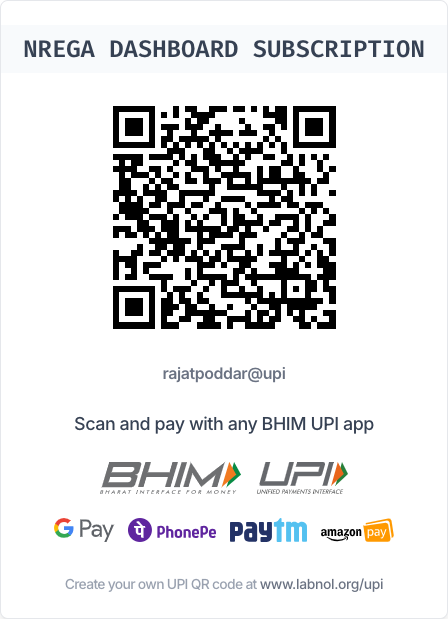 NREGA DASHBOARD SUBSCRIPTION
rajatpoddar@upi
Scan and pay with any BHIM UPI app
BHIM UPI
BHARAT INTERFACE FOR MONEY UNIFIED PAYMENTS INTERFACE
G Pay PhonePe paytm amazon pay
Create your own UPI QR code at www.labnol.org/upi